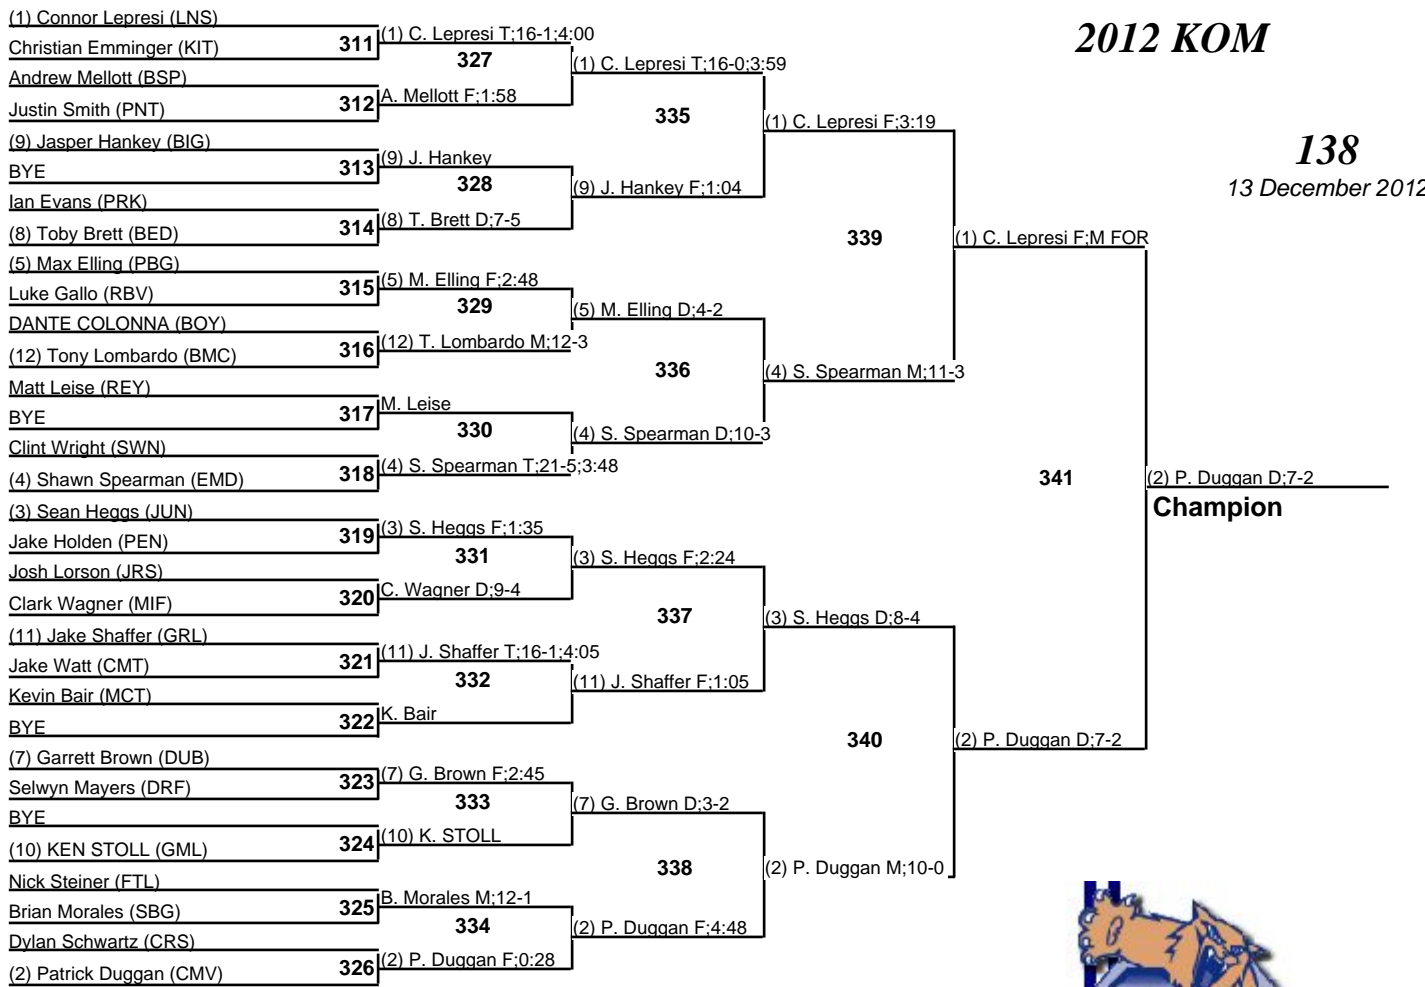 2012 KOM
138
13 December 2012
(1) Connor Lepresi (LNS)
Christian Emminger (KIT)
Andrew Mellott (BSP)
Justin Smith (PNT)
(9) Jasper Hankey (BIG)
BYE
Ian Evans (PRK)
(8) Toby Brett (BED)
(5) Max Elling (PBG)
Luke Gallo (RBV)
DANTE COLONNA (BOY)
(12) Tony Lombardo (BMC)
Matt Leise (REY)
BYE
Clint Wright (SWN)
(4) Shawn Spearman (EMD)
(3) Sean Heggs (JUN)
Jake Holden (PEN)
Josh Lorson (JRS)
Clark Wagner (MIF)
(11) Jake Shaffer (GRL)
Jake Watt (CMT)
Kevin Bair (MCT)
BYE
(7) Garrett Brown (DUB)
Selwyn Mayers (DRF)
BYE
(10) KEN STOLL (GML)
Nick Steiner (FTL)
Brian Morales (SBG)
Dylan Schwartz (CRS)
(2) Patrick Duggan (CMV)
311 (1) C. Lepresi T;16-1;4:00
327
312 A. Mellott F;1:58
313 (9) J. Hankey
328
314 (8) T. Brett D;7-5
315 (5) M. Elling F;2:48
329
316 (12) T. Lombardo M;12-3
317 M. Leise
330
318 (4) S. Spearman T;21-5;3:48
319 (3) S. Heggs F;1:35
331
320 C. Wagner D;9-4
321 (11) J. Shaffer T;16-1;4:05
332
322 K. Bair
323 (7) G. Brown F;2:45
333
324 (10) K. STOLL
325 B. Morales M;12-1
334
326 (2) P. Duggan F;0:28
(1) C. Lepresi T;16-0;3:59
335
(9) J. Hankey F;1:04
(5) M. Elling D;4-2
336
(4) S. Spearman D;10-3
(3) S. Heggs F;2:24
337
(11) J. Shaffer F;1:05
(7) G. Brown D;3-2
338
(2) P. Duggan F;4:48
(1) C. Lepresi F;3:19
339
(4) S. Spearman M;11-3
(3) S. Heggs D;8-4
340
(2) P. Duggan M;10-0
(1) C. Lepresi F;M FOR
341
(2) P. Duggan D;7-2
(2) P. Duggan D;7-2
Champion